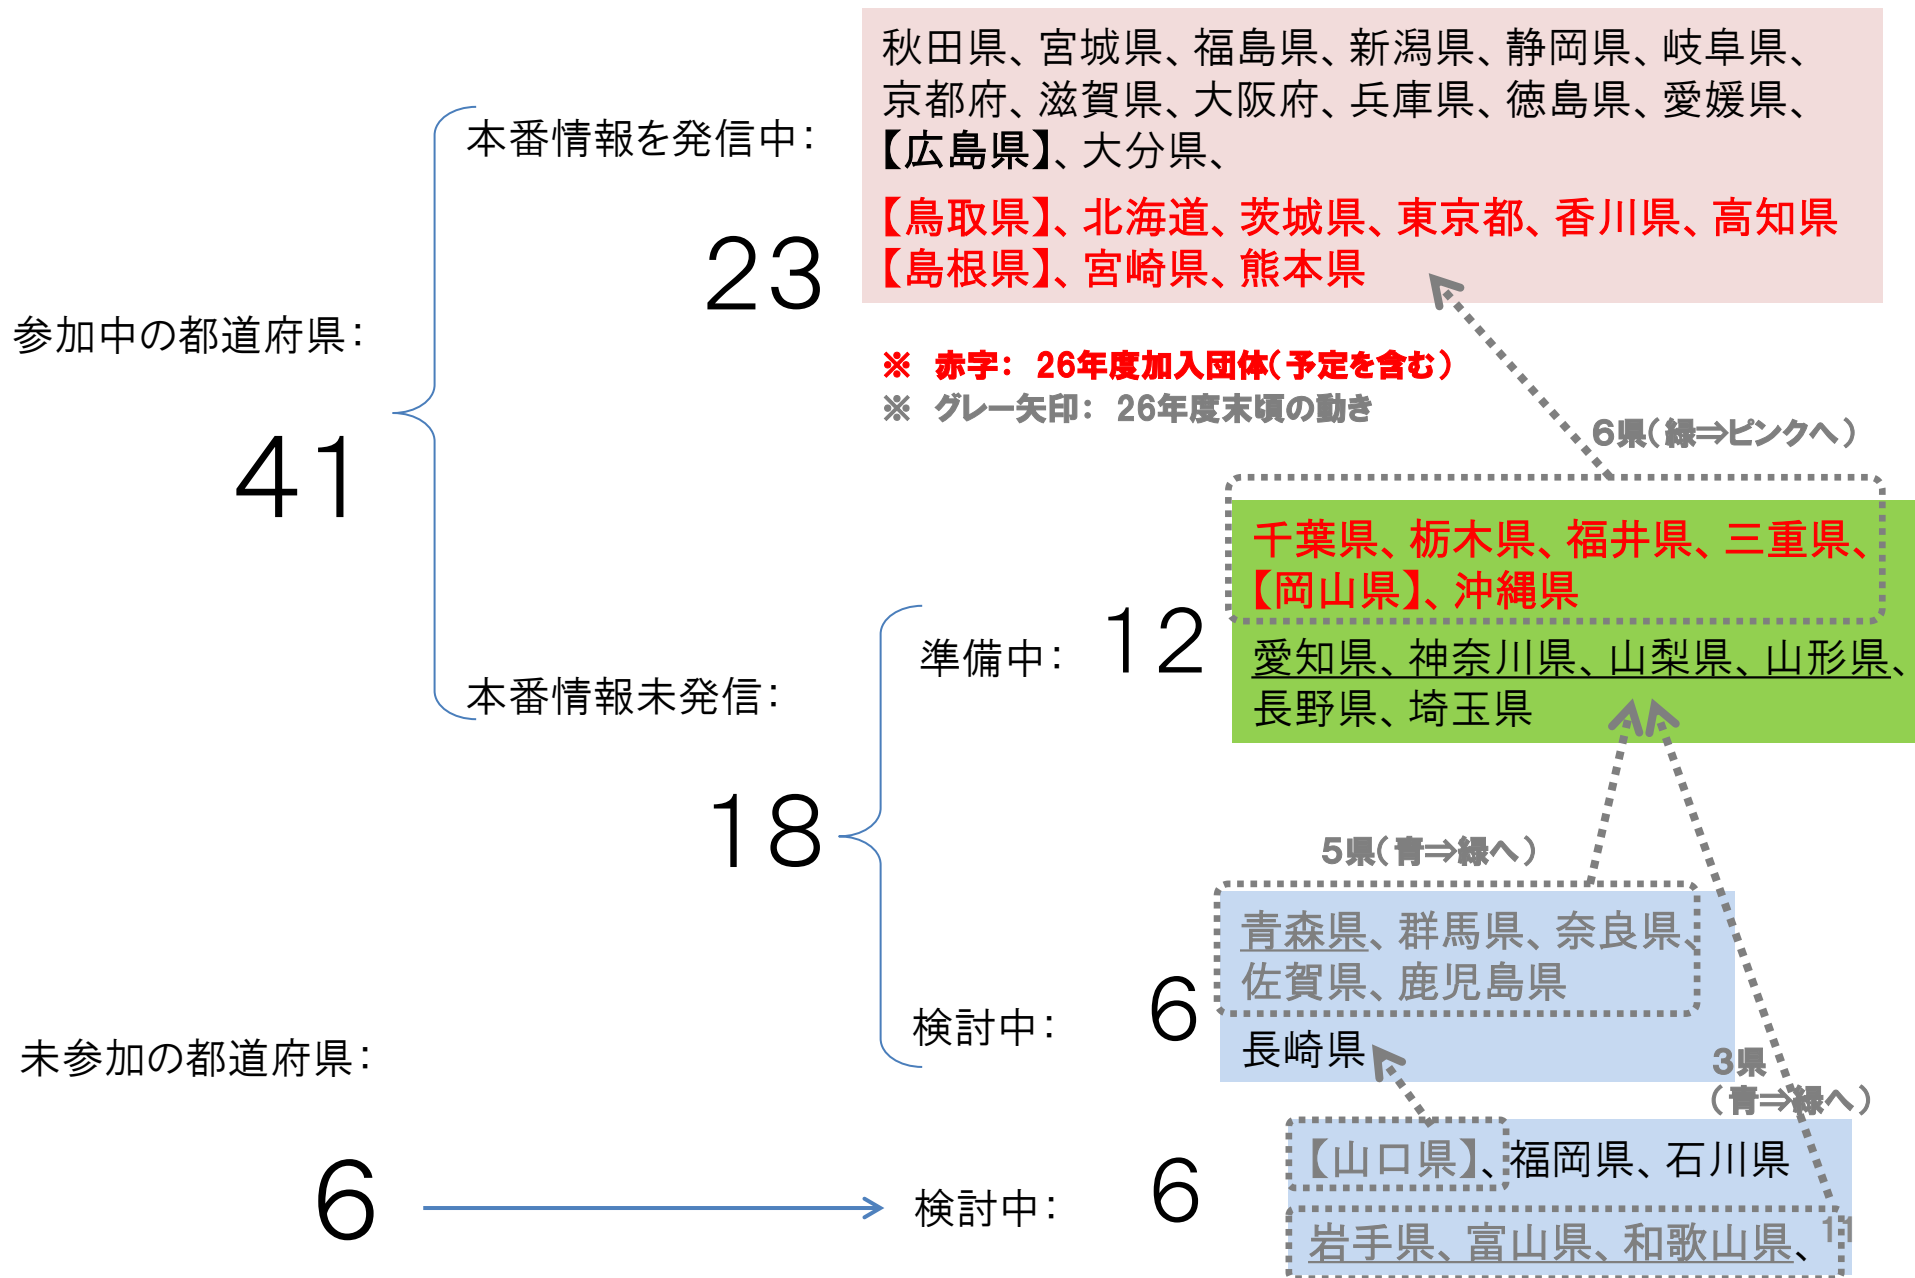 秋田県、宮城県、福島県、新潟県、静岡県、岐阜県、
京都府、滋賀県、大阪府、兵庫県、徳島県、愛媛県、
【広島県】、大分県、
【鳥取県】、北海道、茨城県、東京都、香川県、高知県
【島根県】、宮崎県、熊本県
本番情報を発信中：
23
参加中の都道府県：
41
※ 赤字： 26年度加入団体（予定を含む）
※ グレー矢印： 26年度末頃の動き
6県（緑⇒ピンクへ）
千葉県、栃木県、福井県、三重県、
【岡山県】、沖縄県
愛知県、神奈川県、山梨県、山形県、
長野県、埼玉県
準備中：
12
本番情報未発信：
18
5県（青⇒緑へ）
青森県、群馬県、奈良県、
佐賀県、鹿児島県
長崎県
検討中：
6
3県
（青⇒緑へ）
未参加の都道府県：
6
検討中：
6
【山口県】、福岡県、石川県
岩手県、富山県、和歌山県、
11